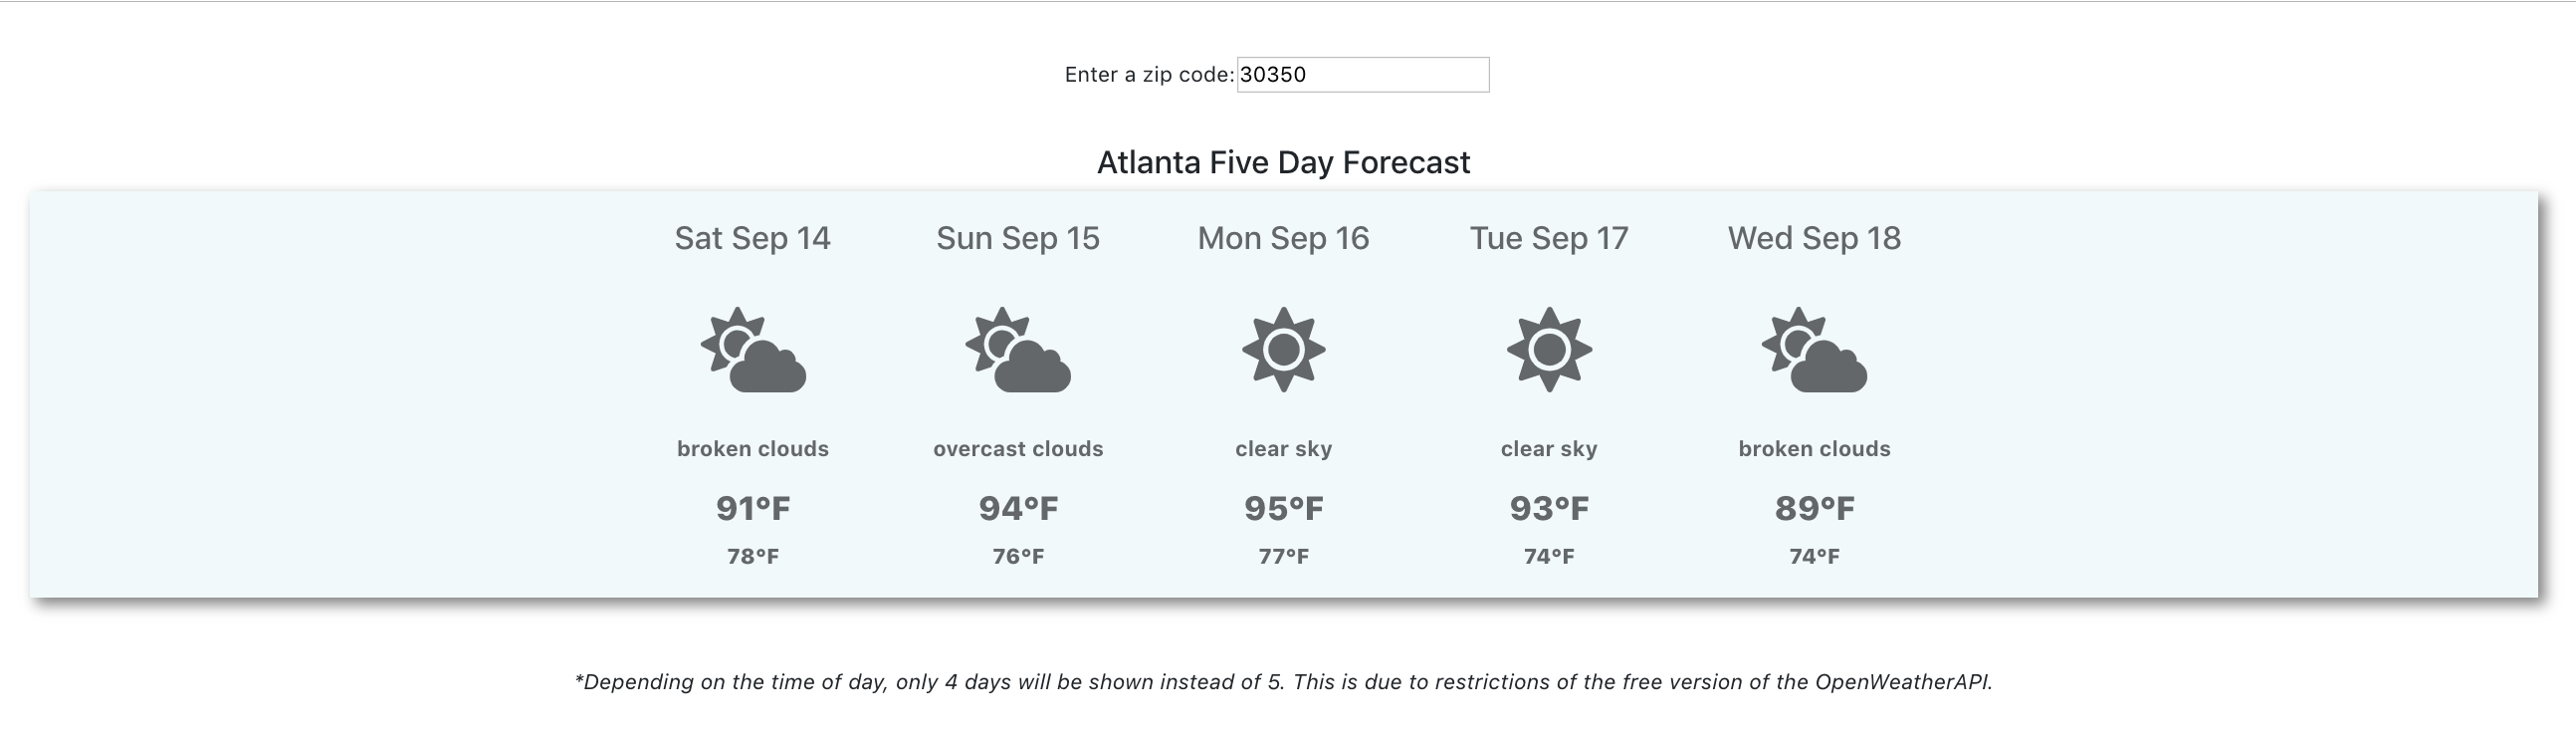 Enter a zip code: 30350
Atlanta Five Day Forecast
Sat Sep 14 Sun Sep 15 Mon Sep 16 Tue Sep 17 Wed Sep 18
broken clouds overcast clouds clear sky clear sky broken clouds
91°F 94°F 95°F 93°F 89°F
78°F 76°F 77°F 74°F 74°F
*Depending on the time of day, only 4 days will be shown instead of 5. This is due to restrictions of the free version of the OpenWeatherAPI.